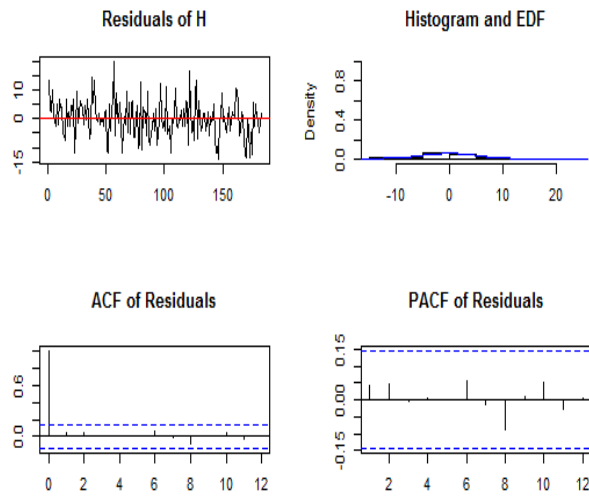 Residuals of H
10
0
-15
0 50 100 150
Histogram and EDF
Density
0.8
0.4
0.0
-10 0 10 20
ACF of Residuals
0.6
0.0
0 2 4 6 8 10 12
PACF of Residuals
0.15
0.00
-0.15
2 4 6 8 10 12